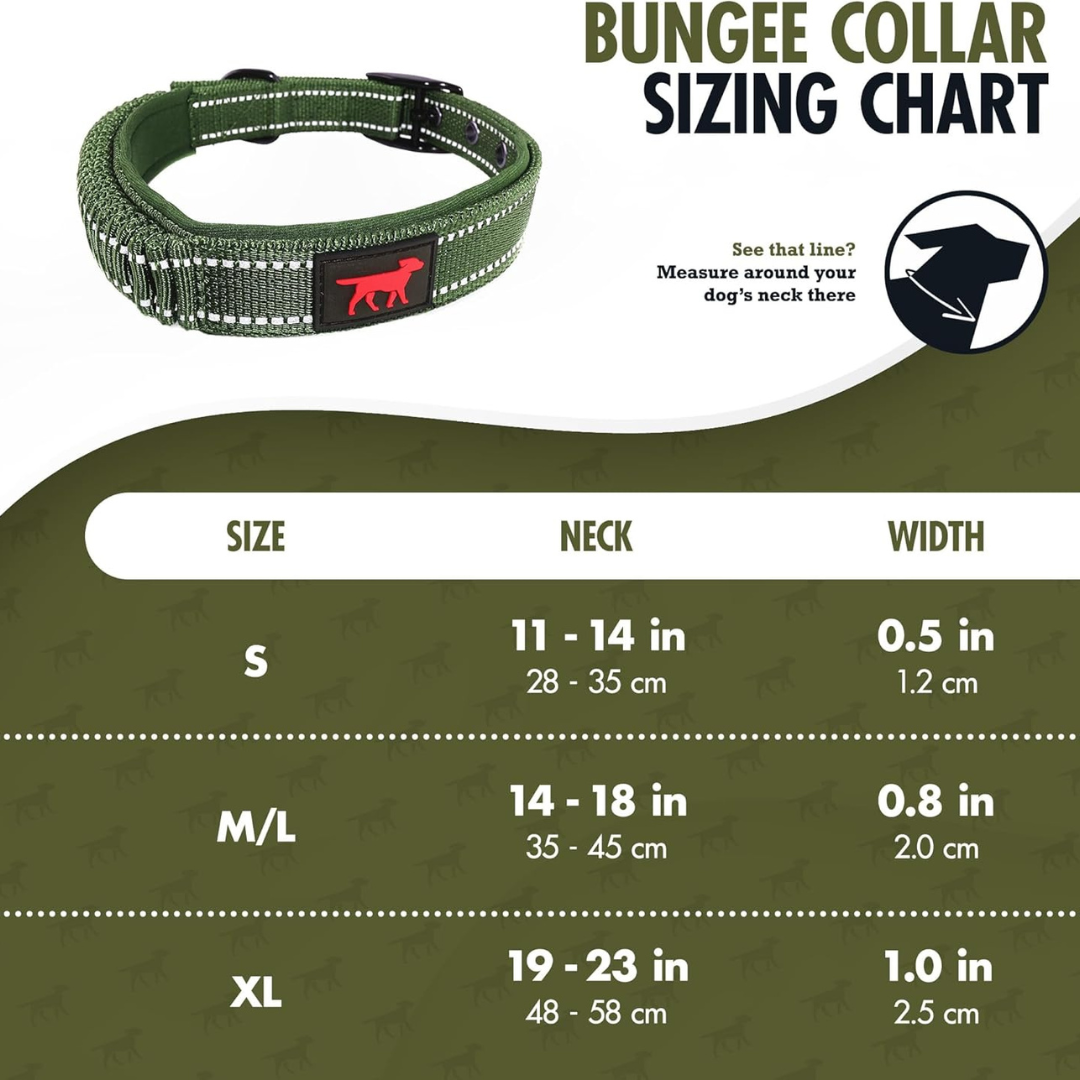 BUNGEE COLLAR
SIZING CHART
See that line?
Measure around your
dog's neck there
SIZE NECK WIDTH
S 11 - 14 in 0.5 in
28 - 35 cm 1.2 cm
M/L 14 - 18 in 0.8 in
35 - 45 cm 2.0 cm
XL 19 - 23 in 1.0 in
48 - 58 cm 2.5 cm